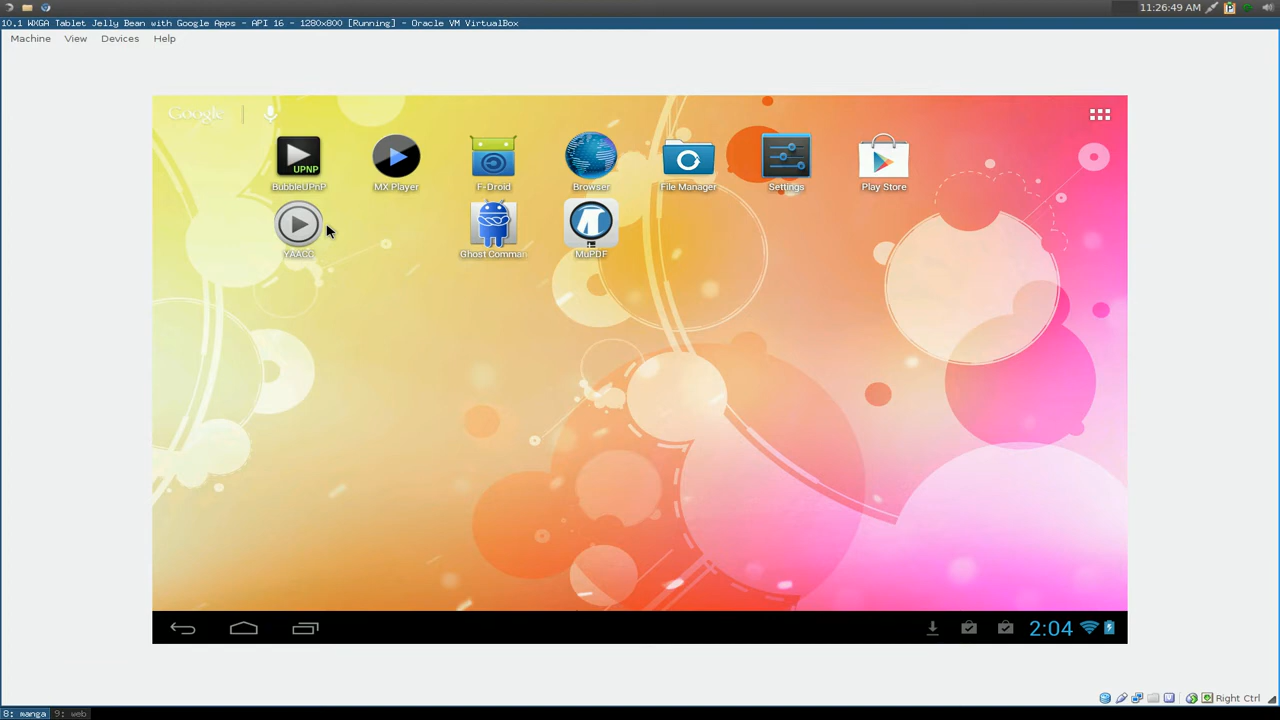 11:26:49 AM
10.1 WXGA Tablet Jelly Bean with Google Apps - API 16 - 1280x800 [Running] - Oracle VM VirtualBox
Machine View Devices Help
Google
UPNP
BubbleUPnP MX Player F-Droid Browser File Manager Settings Play Store
YAACC Ghost Comman MuPDF
2:04
Right Ctrl
8: manga 9: web